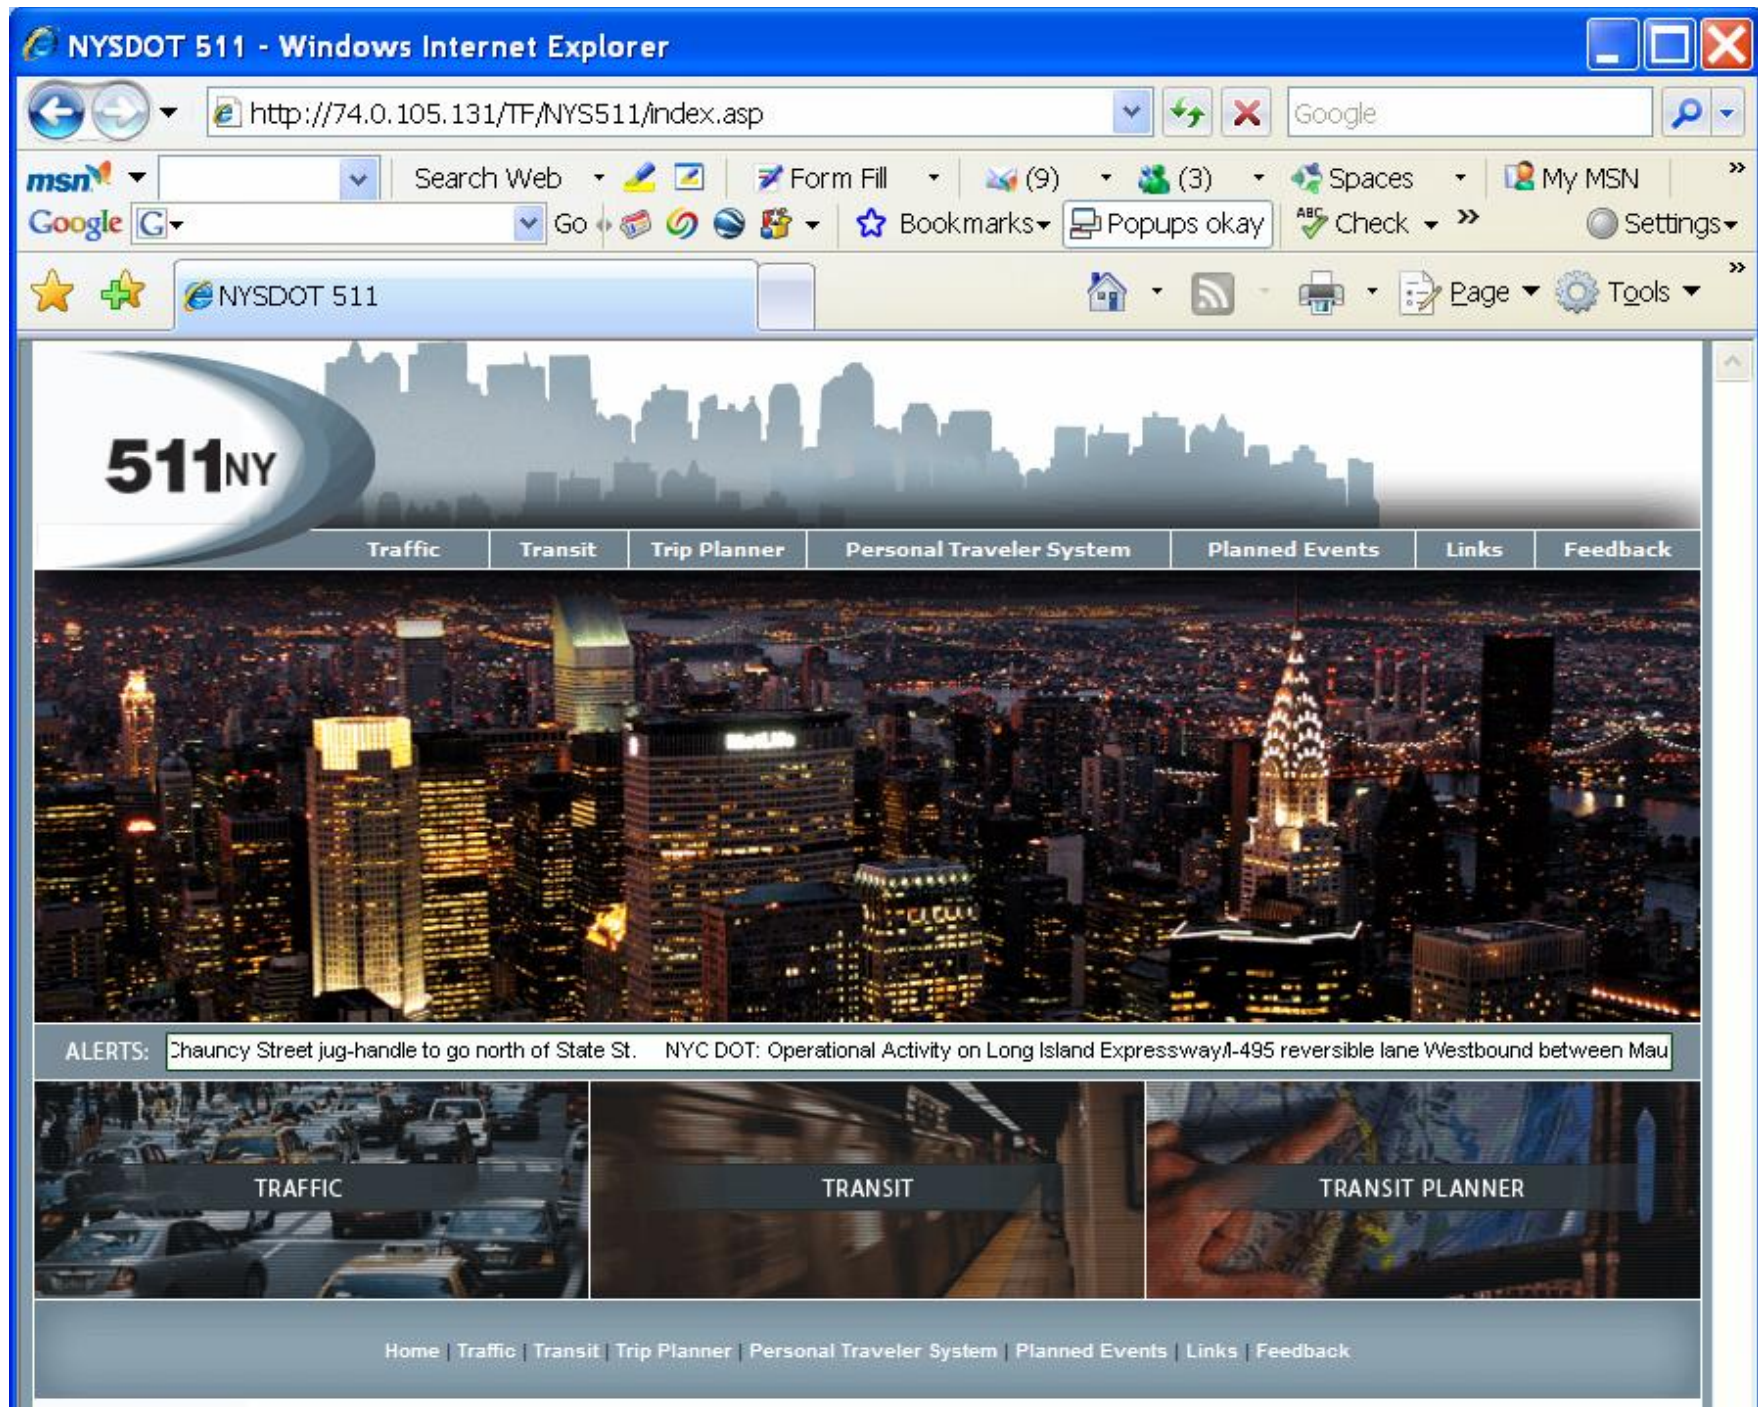 NYSDOT 511 - Windows Internet Explorer
http://74.0.105.131/TF/NYS511/index.asp Google
msn Search Web Form Fill (9) (3) Spaces My MSN »
Google G Go Bookmarks Popups okay ABC Check » Settings
NYSDOT 511 Page Tools »
511NY
Traffic Transit Trip Planner Personal Traveler System Planned Events Links Feedback
MetLife
ALERTS: Chauncy Street jug-handle to go north of State St. NYC DOT: Operational Activity on Long Island Expressway/I-495 reversible lane Westbound between Mau
TRAFFIC TRANSIT TRANSIT PLANNER
Home | Traffic | Transit | Trip Planner | Personal Traveler System | Planned Events | Links | Feedback